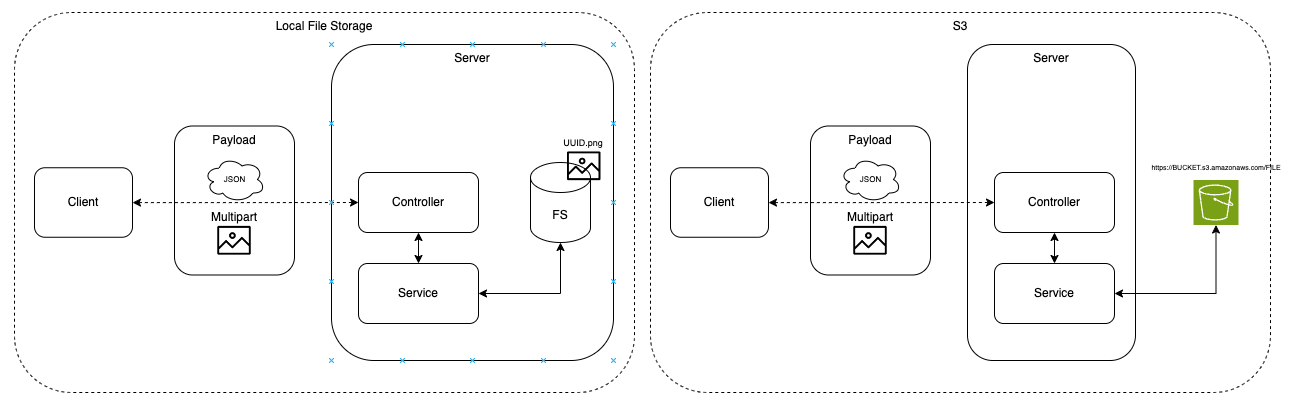 Local File Storage
Server
Payload
JSON
Multipart
Client
Controller
Service
UUID.png
FS
S3
Server
Payload
JSON
Multipart
Client
Controller
Service
https://BUCKET.s3.amazonaws.com/FILE